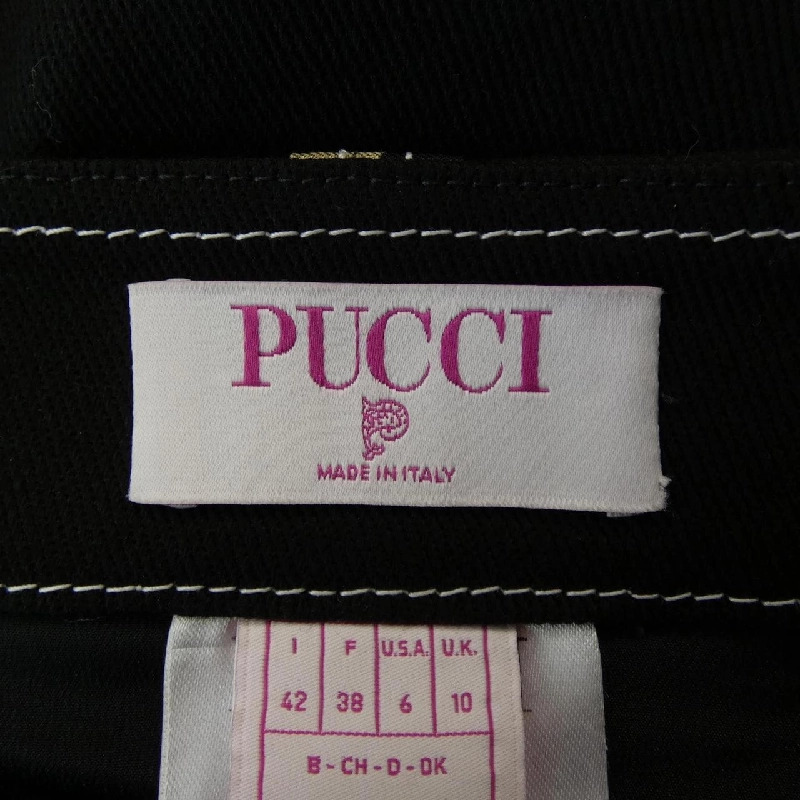 PUCCI
MADE IN ITALY
I F U.S.A. U.K.
42 38 6 10
B-CH-D-DK